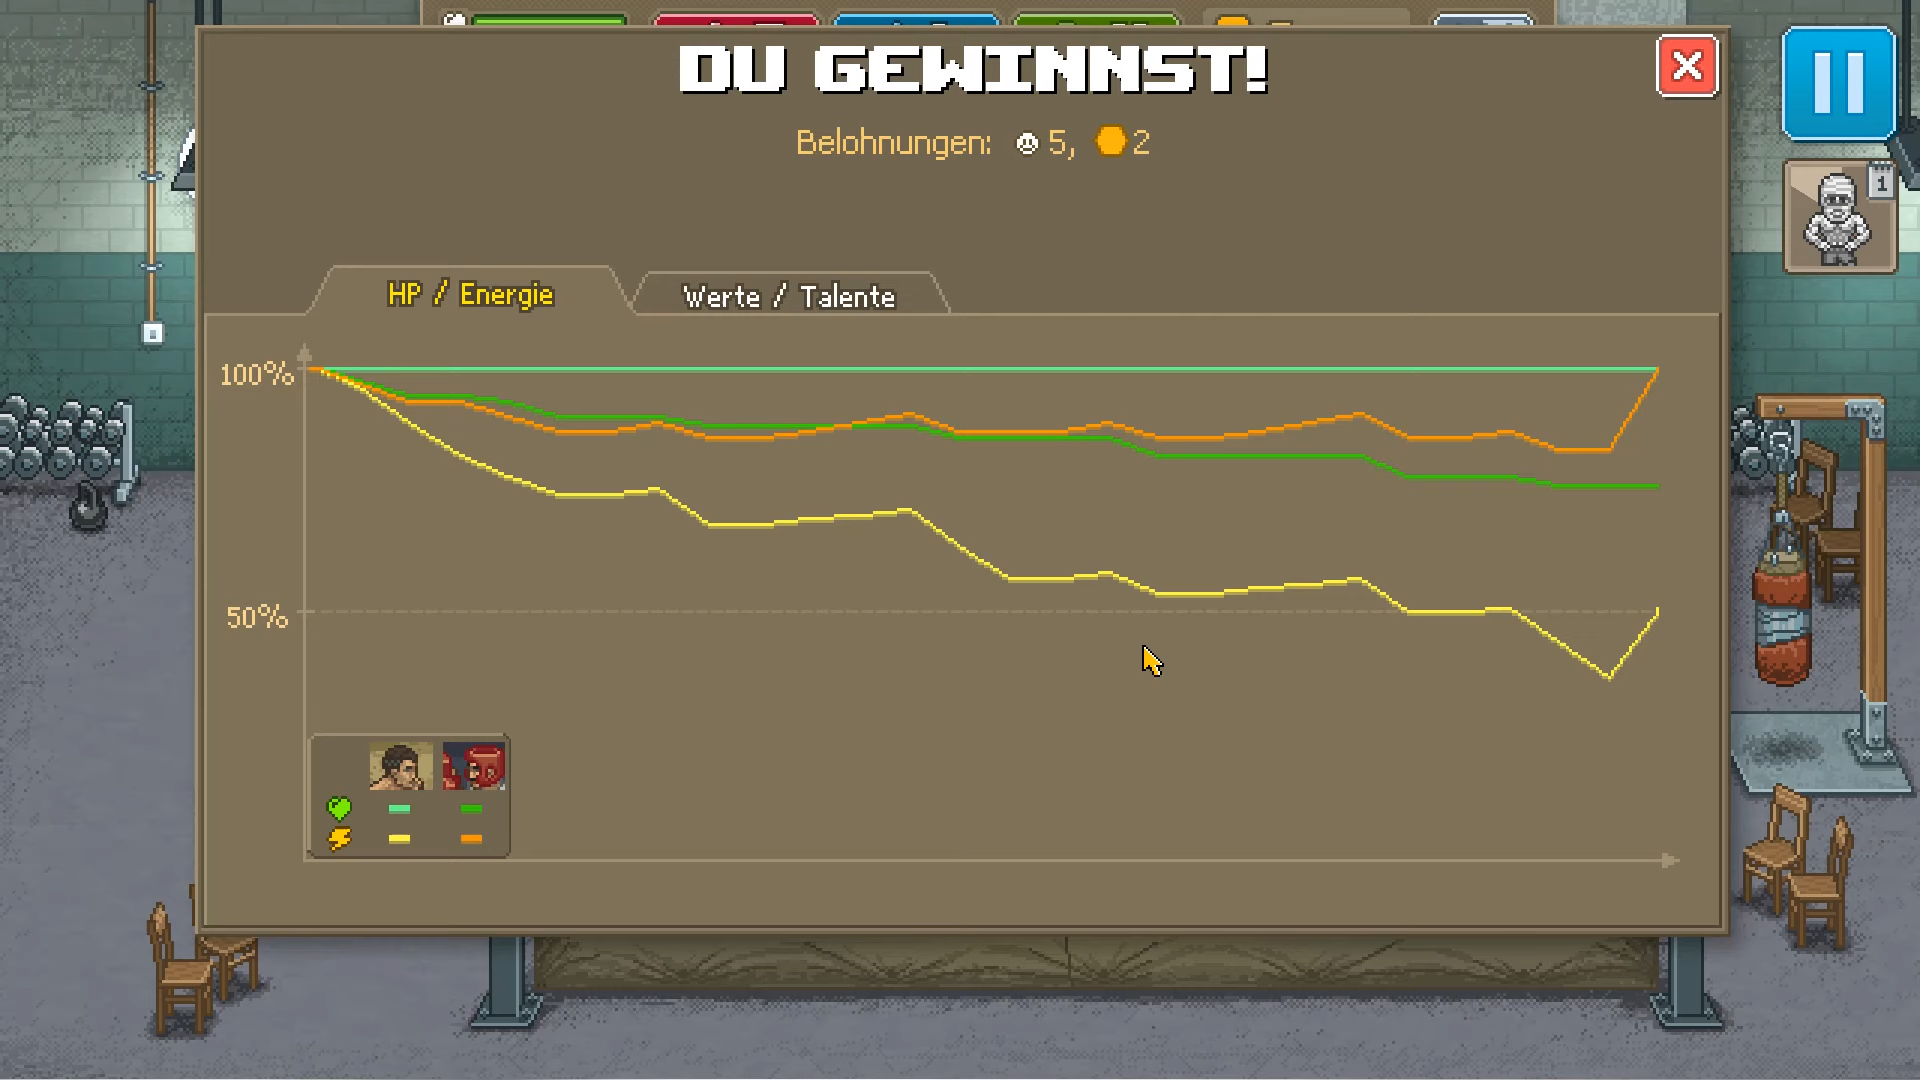 DU GEWINNST!
Belohnungen: 5, 2
1
HP / Energie
Werte / Talente
100%
50%